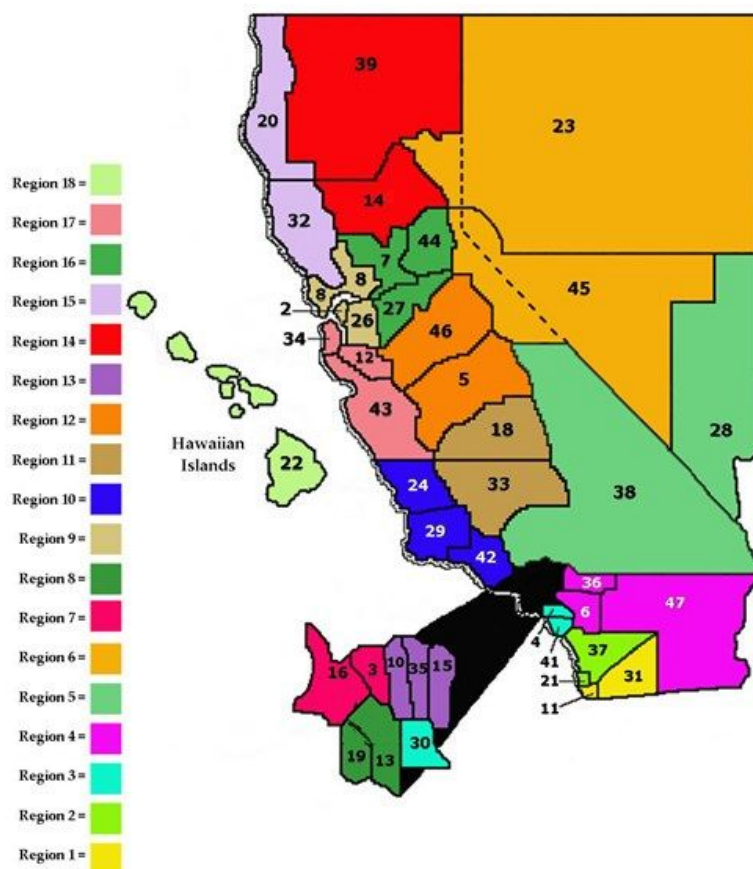 39
20
23
Region 18 =
14
Region 17 =
32
44
Region 16 =
7
8
8
45
Region 15 =
2
26
27
34
46
Region 14 =
12
5
Region 13 =
43
Region 12 =
18
28
Hawaiian
Islands
Region 11 =
22
24
33
38
Region 10 =
29
Region 9 =
42
Region 8 =
36
47
6
Region 7 =
4
41
37
Region 6 =
16
3
10
35
15
21
31
11
Region 5 =
Region 4 =
30
19
13
Region 3 =
Region 2 =
Region 1 =